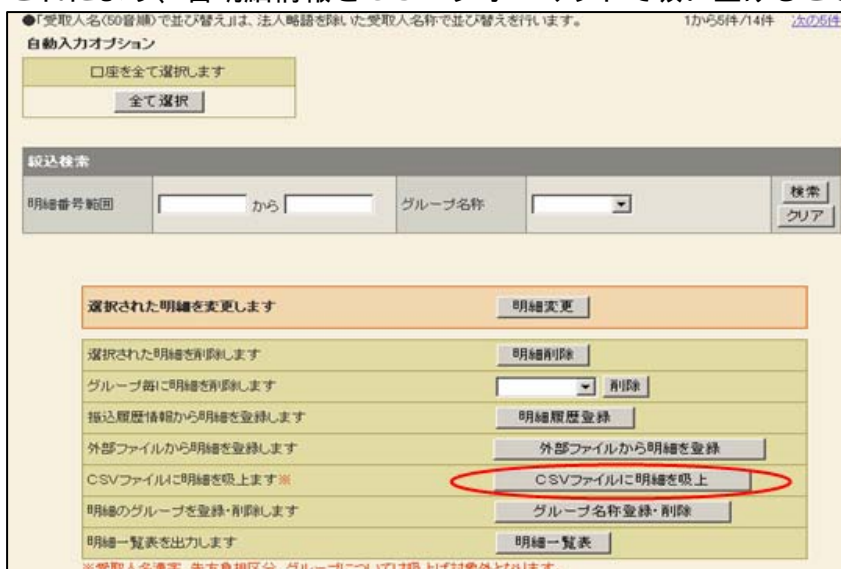 ●「受取人名(50音順)で並び替え」は、法人略語を除いた受取人名称で並び替えを行います。 1から5件/14件 次の5件
自動入力オプション
口座を全て選択します
全て選択
絞込検索
明細番号範囲 から グループ名称 検索
クリア
選択された明細を変更します 明細変更
選択された明細を削除します 明細削除
グループ毎に明細を削除します 削除
振込履歴情報から明細を登録します 明細履歴登録
外部ファイルから明細を登録します 外部ファイルから明細を登録
CSVファイルに明細を吸上ます※ CSVファイルに明細を吸上
明細のグループを登録・削除します グループ名称登録・削除
明細一覧表を出力します 明細一覧表
※受取人名漢字、先方負担区分、グループについては吸上げ対象外となります。